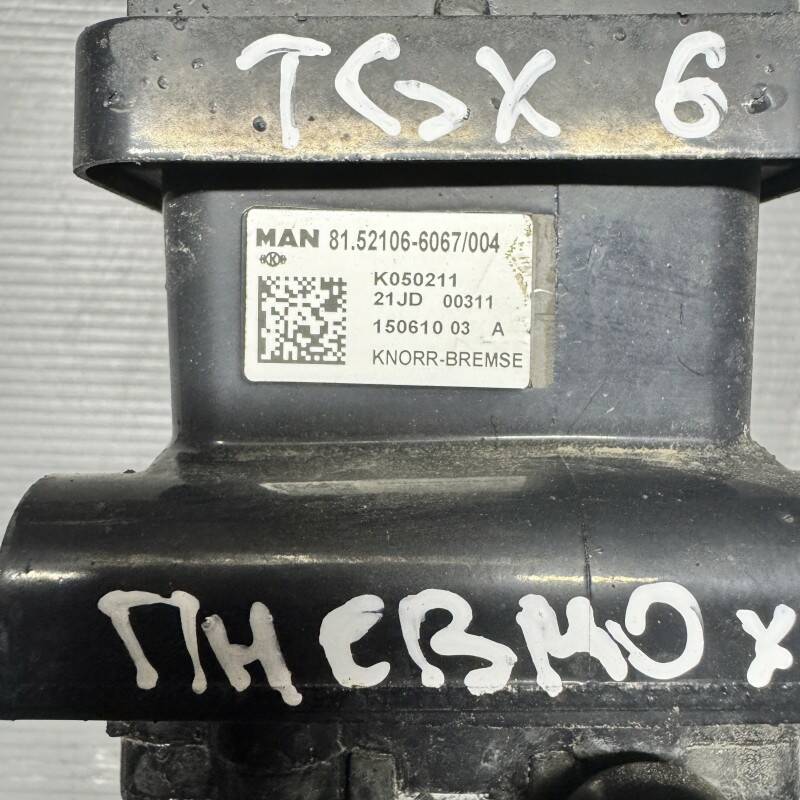 TGX 6
MAN 81.52106-6067/004
K
K050211
21JD 00311
150610 03 A
KNORR-BREMSE
ПНЕВМО х